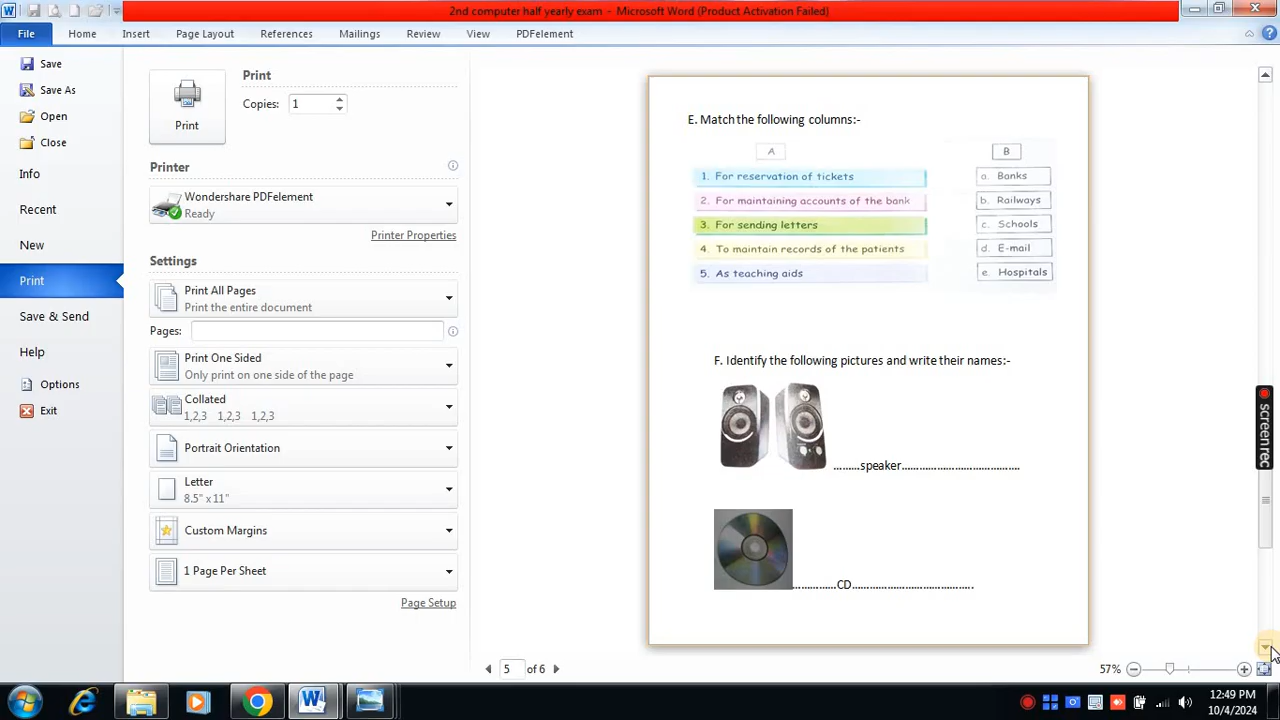 2nd computer half yearly exam - Microsoft Word (Product Activation Failed)
File Home Insert Page Layout References Mailings Review View PDFelement
Save
Save As
Open
Close
Info
Recent
New
Print
Save & Send
Help
Options
Exit
Print
Print
Copies: 1
Printer
Wondershare PDFelement
Ready
Printer Properties
Settings
Print All Pages
Print the entire document
Pages:
Print One Sided
Only print on one side of the page
Collated
1,2,3 1,2,3 1,2,3
Portrait Orientation
Letter
8.5" x 11"
Custom Margins
1 Page Per Sheet
Page Setup
E. Match the following columns:-
A B
1. For reservation of tickets a. Banks
2. For maintaining accounts of the bank b. Railways
3. For sending letters c. Schools
4. To maintain records of the patients d. E-mail
5. As teaching aids e. Hospitals
F. Identify the following pictures and write their names:-
.........speaker........................................
...............CD..........................................
5 of 6
57%
screen rec
12:49 PM
10/4/2024